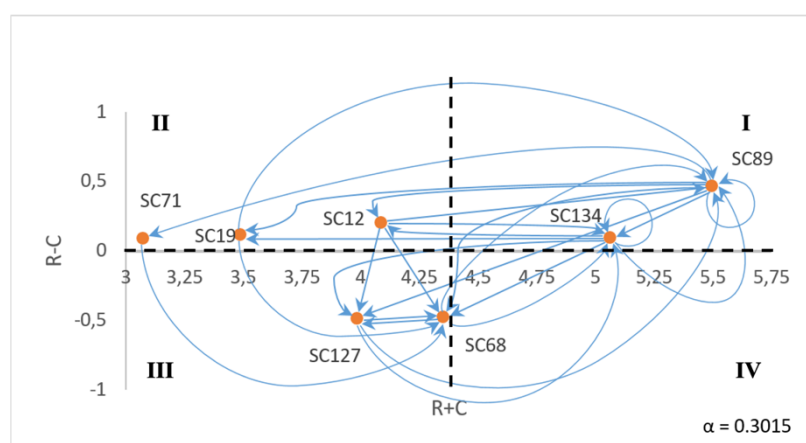 1
II
I
SC89
0,5
SC71
SC12
SC134
SC19
R-C
0
3 3,25 3,5 3,75 4 4,25 4,5 4,75 5 5,25 5,5 5,75
-0,5
SC127
SC68
III
IV
-1
R+C
α = 0.3015